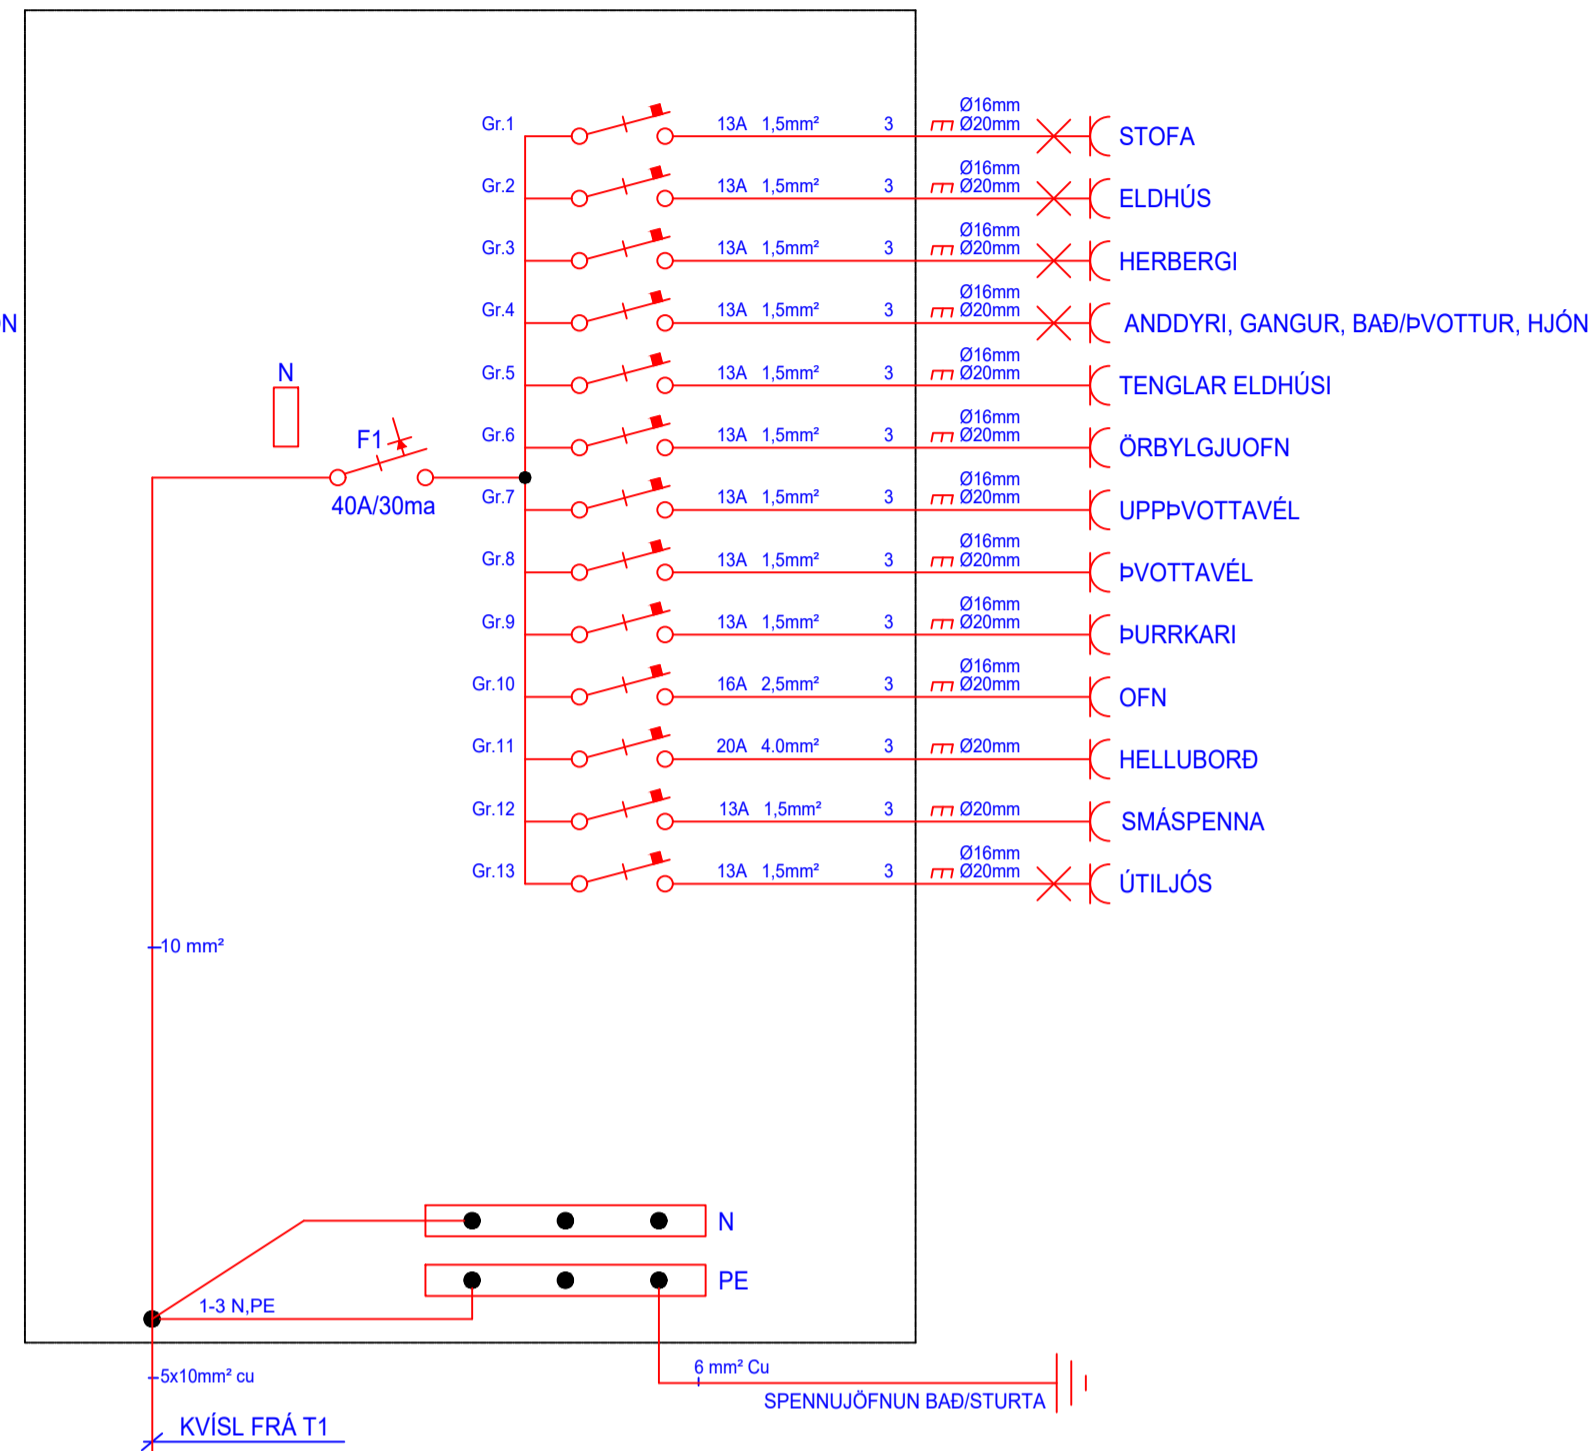 Ø16mm
Gr.1 13A 1,5mm² 3 Ø20mm STOFA
Ø16mm
Gr.2 13A 1,5mm² 3 Ø20mm ELDHÚS
Ø16mm
Gr.3 13A 1,5mm² 3 Ø20mm HERBERGI
Ø16mm
Gr.4 13A 1,5mm² 3 Ø20mm ANDDYRI, GANGUR, BAÐ/ÞVOTTUR, HJÓN
N
Ø16mm
Gr.5 13A 1,5mm² 3 Ø20mm TENGLAR ELDHÚSI
N
Ø16mm
Gr.6 13A 1,5mm² 3 Ø20mm ÖRBYLGJUOFN
F1
40A/30ma
Ø16mm
Gr.7 13A 1,5mm² 3 Ø20mm UPPÞVOTTAVÉL
Ø16mm
Gr.8 13A 1,5mm² 3 Ø20mm ÞVOTTAVÉL
Ø16mm
Gr.9 13A 1,5mm² 3 Ø20mm ÞURRKARI
Ø16mm
Gr.10 16A 2,5mm² 3 Ø20mm OFN
Gr.11 20A 4.0mm² 3 Ø20mm HELLUBORÐ
Gr.12 13A 1,5mm² 3 Ø20mm SMÁSPENNA
Ø16mm
Gr.13 13A 1,5mm² 3 Ø20mm ÚTILJÓS
10 mm²
N
PE
1-3 N,PE
5x10mm² cu
6 mm² Cu
SPENNUJÖFNUN BAÐ/STURTA
KVÍSL FRÁ T1